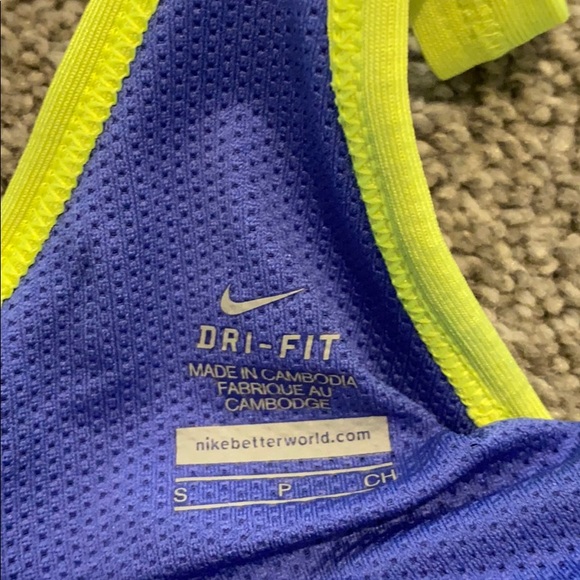 DRI-FIT
MADE IN CAMBODIA
FABRIQUE AU
CAMBODGE
nikebetterworld.com
S P CH